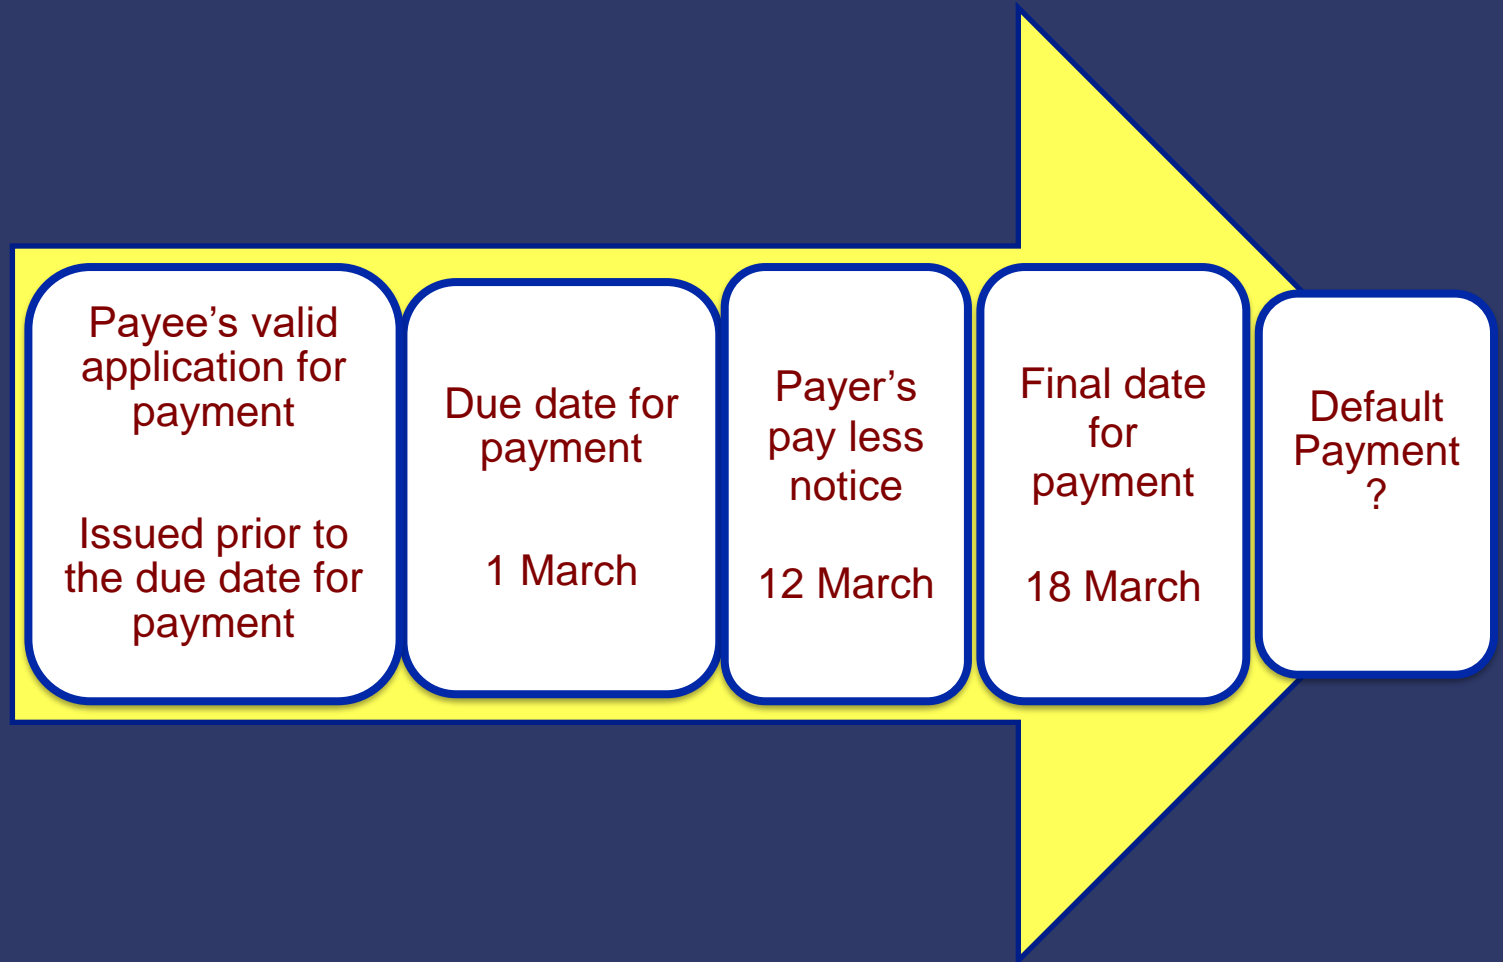 Payee’s valid
application for
payment
Issued prior to
the due date for
payment
Due date for
payment
1 March
Payer’s
pay less
notice
12 March
Final date
for
payment
18 March
Default
Payment
?